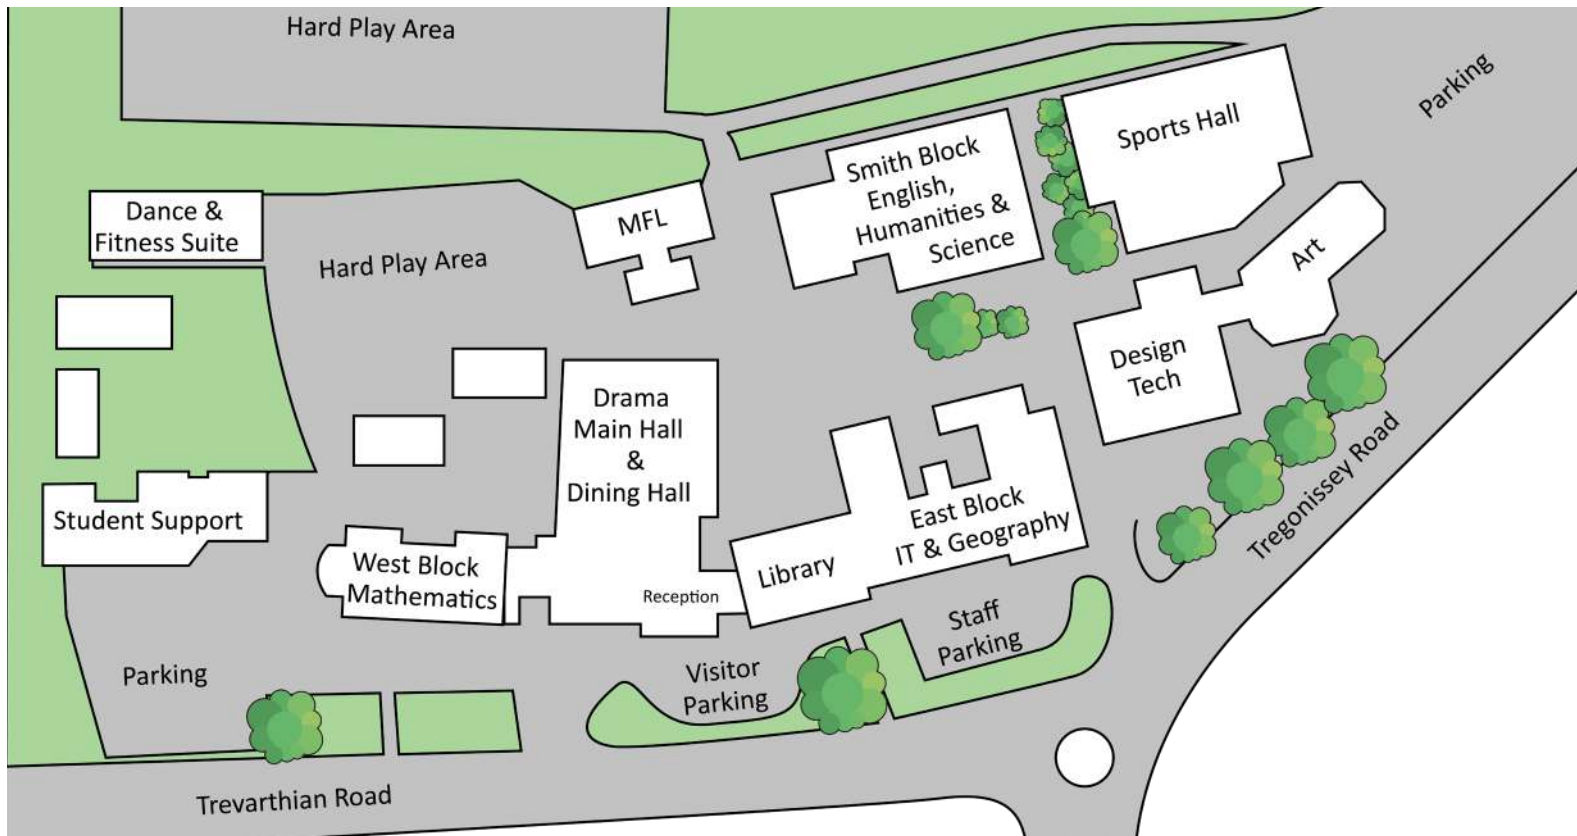 Hard Play Area
Parking
Sports Hall
Smith Block
English,
Humanities &
Science
Dance &
Fitness Suite
MFL
Hard Play Area
Art
Design
Tech
Drama
Main Hall
&
Dining Hall
Student Support
East Block
IT & Geography
Tregonissey Road
West Block
Mathematics
Library
Reception
Staff
Parking
Parking
Visitor
Parking
Trevarthian Road